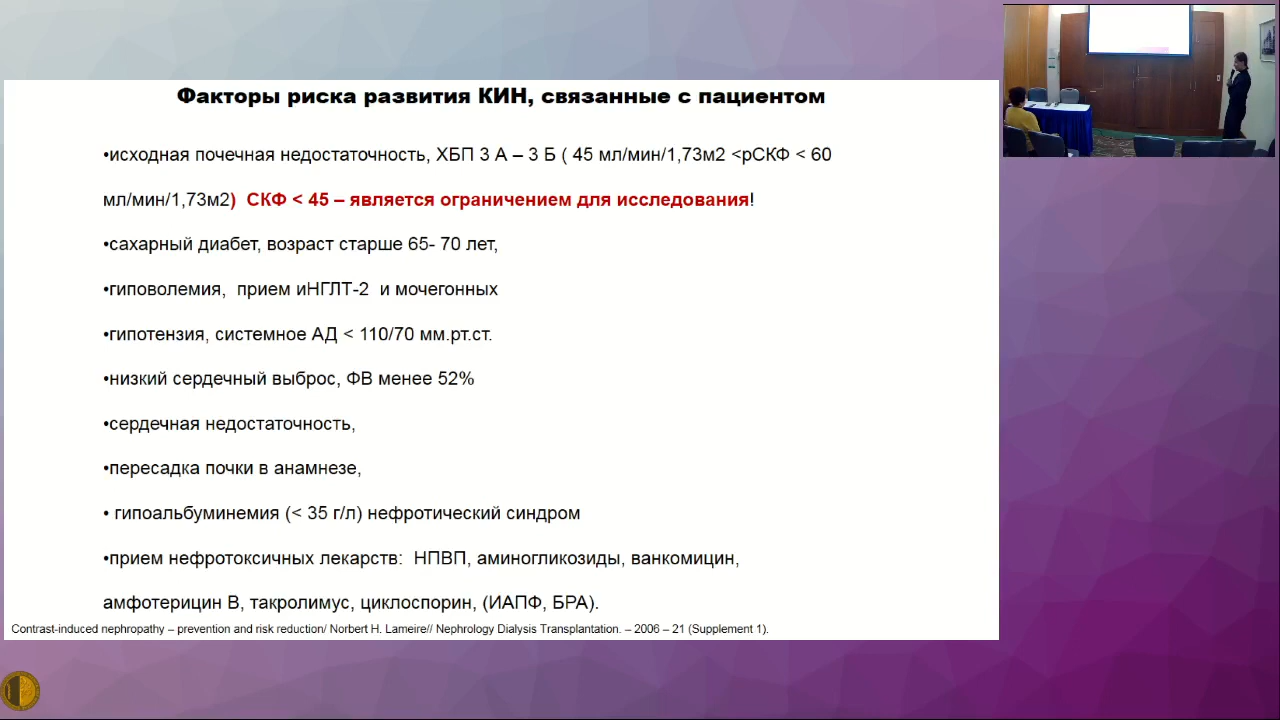 Факторы риска развития КИН, связанные с пациентом
•исходная почечная недостаточность, ХБП 3 А – 3 Б ( 45 мл/мин/1,73м2 <рСКФ < 60
мл/мин/1,73м2) СКФ < 45 – является ограничением для исследования!
•сахарный диабет, возраст старше 65- 70 лет,
•гиповолемия, прием иНГЛТ-2 и мочегонных
•гипотензия, системное АД < 110/70 мм.рт.ст.
•низкий сердечный выброс, ФВ менее 52%
•сердечная недостаточность,
•пересадка почки в анамнезе,
• гипоальбуминемия (< 35 г/л) нефротический синдром
•прием нефротоксичных лекарств: НПВП, аминогликозиды, ванкомицин,
амфотерицин В, такролимус, циклоспорин, (ИАПФ, БРА).
Contrast-induced nephropathy – prevention and risk reduction/ Norbert H. Lameire// Nephrology Dialysis Transplantation. – 2006 – 21 (Supplement 1).